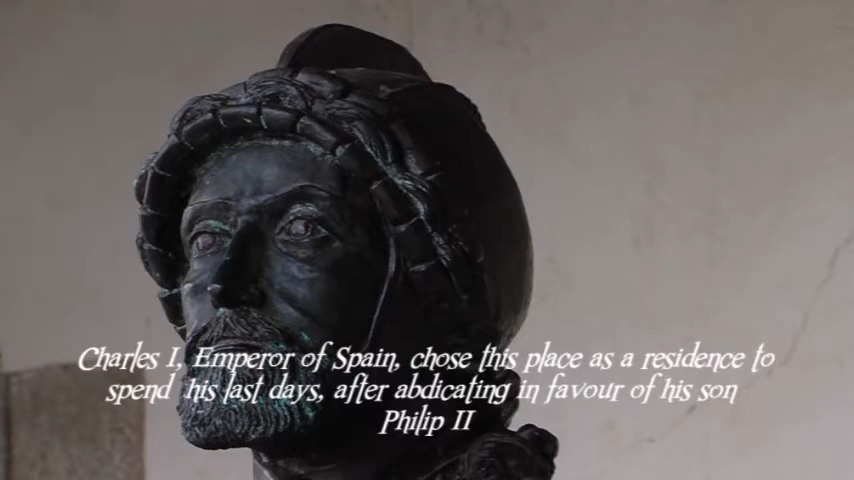 Charles I, Emperor of Spain, chose this place as a residence to
spend his last days, after abdicating in favour of his son
Philip II